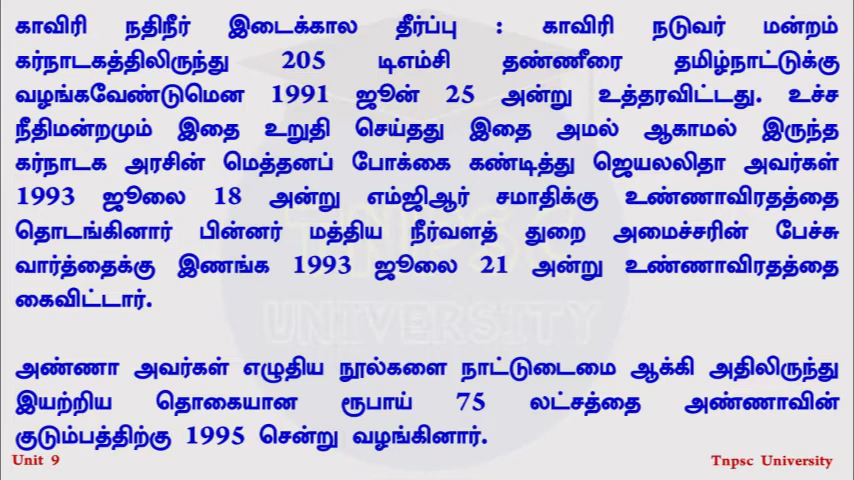 காவிரி நதிநீர் இடைக்கால தீர்ப்பு : காவிரி நடுவர் மன்றம்
கர்நாடகத்திலிருந்து 205 டிஎம்சி தண்ணீரை தமிழ்நாட்டுக்கு
வழங்கவேண்டுமென 1991 ஜூன் 25 அன்று உத்தரவிட்டது. உச்ச
நீதிமன்றமும் இதை உறுதி செய்தது இதை அமல் ஆகாமல் இருந்த
கர்நாடக அரசின் மெத்தனப் போக்கை கண்டித்து ஜெயலலிதா அவர்கள்
1993 ஜூலை 18 அன்று எம்ஜிஆர் சமாதிக்கு உண்ணாவிரதத்தை
தொடங்கினார் பின்னர் மத்திய நீர்வளத் துறை அமைச்சரின் பேச்சு
வார்த்தைக்கு இணங்க 1993 ஜூலை 21 அன்று உண்ணாவிரதத்தை
கைவிட்டார்.
அண்ணா அவர்கள் எழுதிய நூல்களை நாட்டுடைமை ஆக்கி அதிலிருந்து
இயற்றிய தொகையான ரூபாய் 75 லட்சத்தை அண்ணாவின்
குடும்பத்திற்கு 1995 சென்று வழங்கினார்.
TNPSC
UNIVERSITY
Unit 9 Tnpsc University